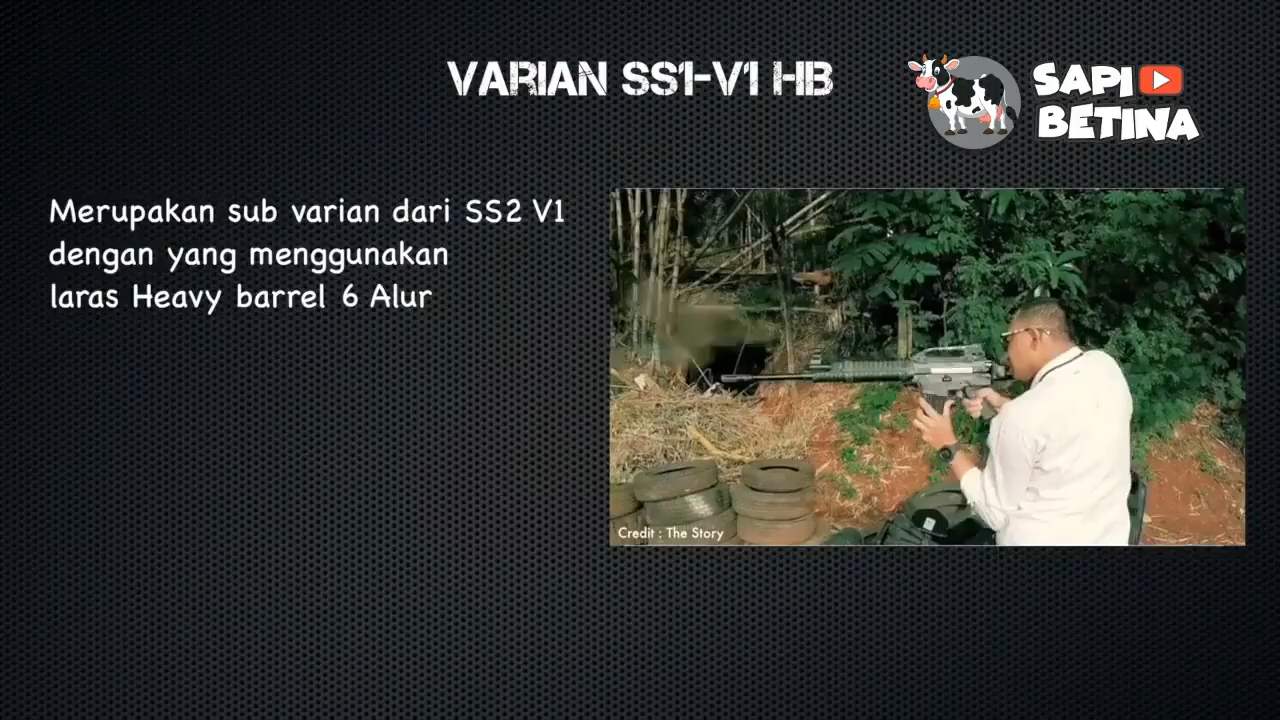 VARIAN SS1-V1 HB
SAPI
BETINA
Merupakan sub varian dari SS2 V1
dengan yang menggunakan
laras Heavy barrel 6 Alur
Credit : The Story